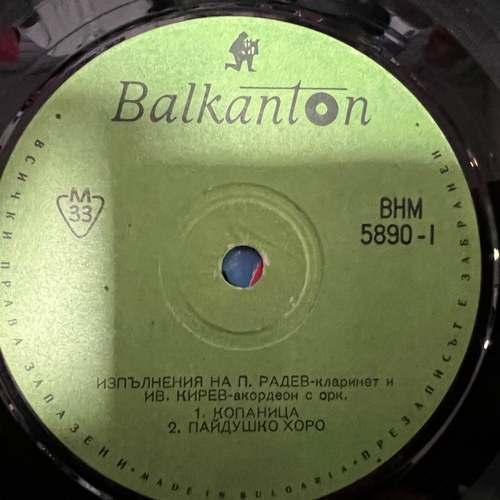 Balkanton
M
33
ВНМ
5890-I
ИЗПЪЛНЕНИЯ НА П. РАДЕВ-кларинет и
ИВ. КИРЕВ-акордеон с орк.
1. КОПАНИЦА
2. ПАЙДУШКО ХОРО
ВСИЧКИ ПРАВА ЗАПАЗЕНИ • MADE IN BULGARIA • ПРЕЗАПИСЪТ Е ЗАБРАНЕН